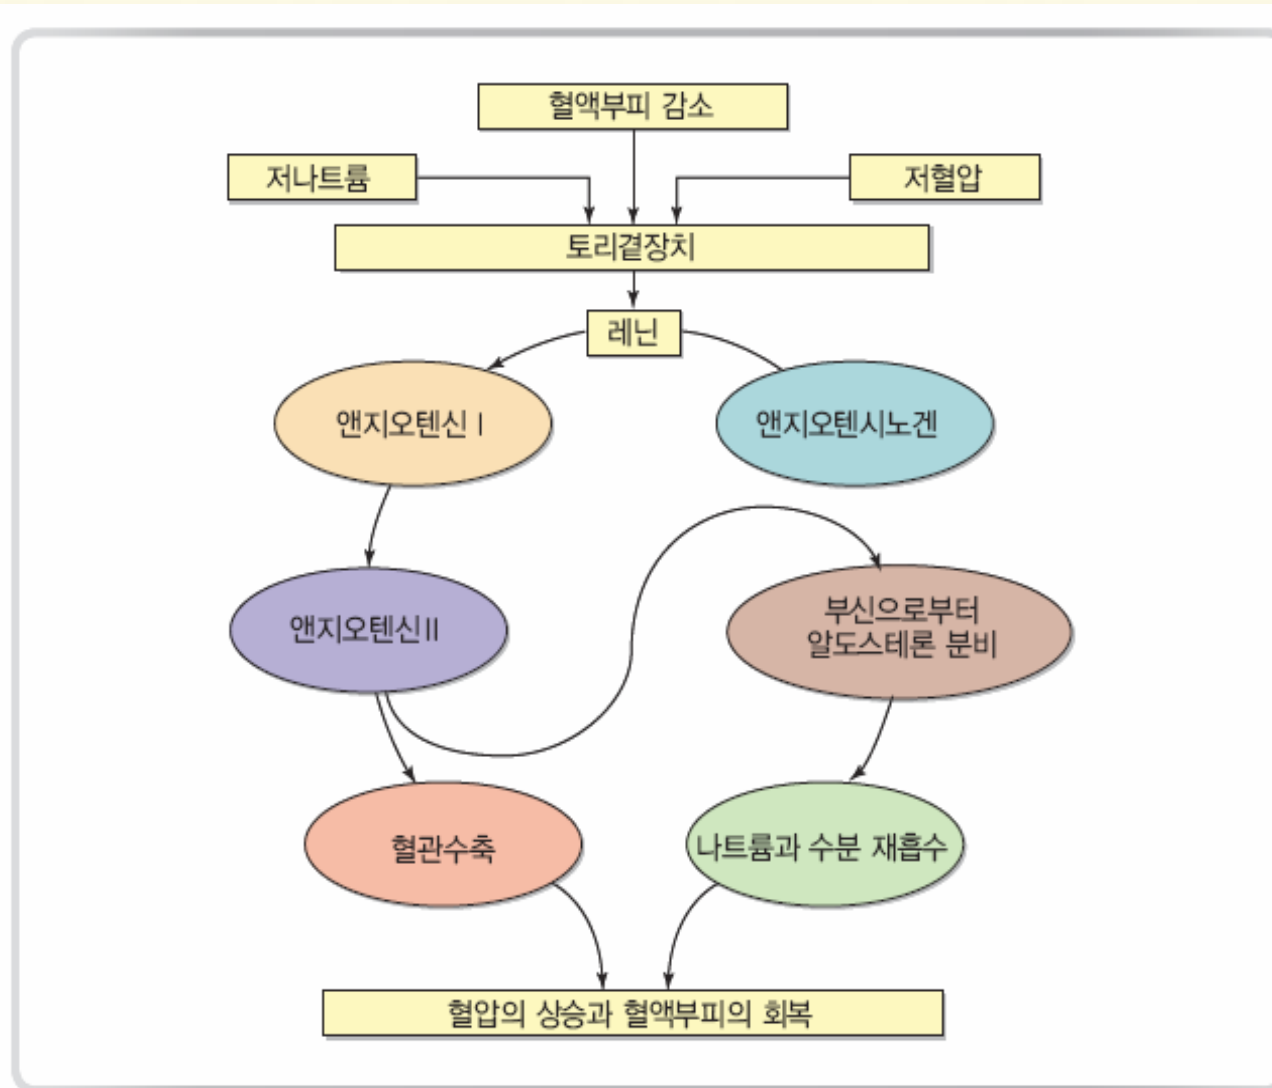 혈액부피 감소
저나트륨
저혈압
토리곁장치
레닌
앤지오텐신 I
앤지오텐시노겐
앤지오텐신II
부신으로부터
알도스테론 분비
혈관수축
나트륨과 수분 재흡수
혈압의 상승과 혈액부피의 회복